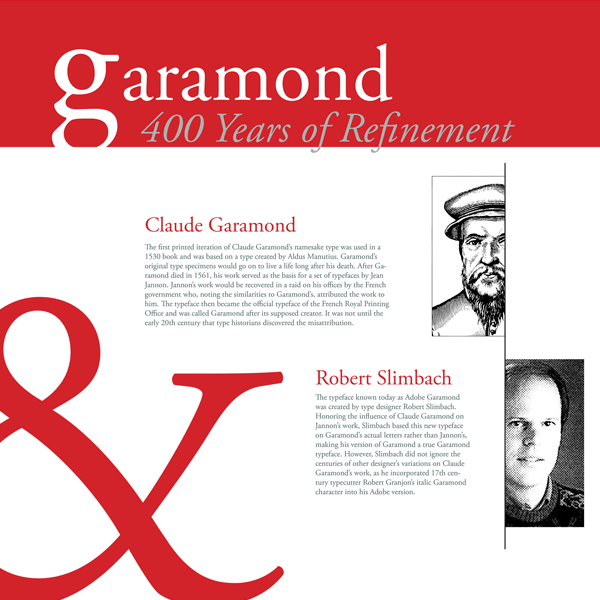 garamond
400 Years of Refinement
Claude Garamond
The first printed iteration of Claude Garamond's namesake type was used in a
1530 book and was based on a type created by Aldus Manutius. Garamond's
original type specimens would go on to live a life long after his death. After Ga-
ramond died in 1561, his work served as the basis for a set of typefaces by Jean
Jannon. Jannon's work would be recovered in a raid on his offices by the French
government who, noting the similarities to Garamond's, attributed the work to
him. The typeface then became the official typeface of the French Royal Printing
Office and was called Garamond after its supposed creator. It was not until the
early 20th century that type historians discovered the misattribution.
&
Robert Slimbach
The typeface known today as Adobe Garamond
was created by type designer Robert Slimbach.
Honoring the influence of Claude Garamond on
Jannon's work, Slimbach based this new typeface
on Garamond's actual letters rather than Jannon's,
making his version of Garamond a true Garamond
typeface. However, Slimbach did not ignore the
centuries of other designer's variations on Claude
Garamond's work, as he incorporated 17th cen-
tury typecutter Robert Granjon's italic Garamond
character into his Adobe version.